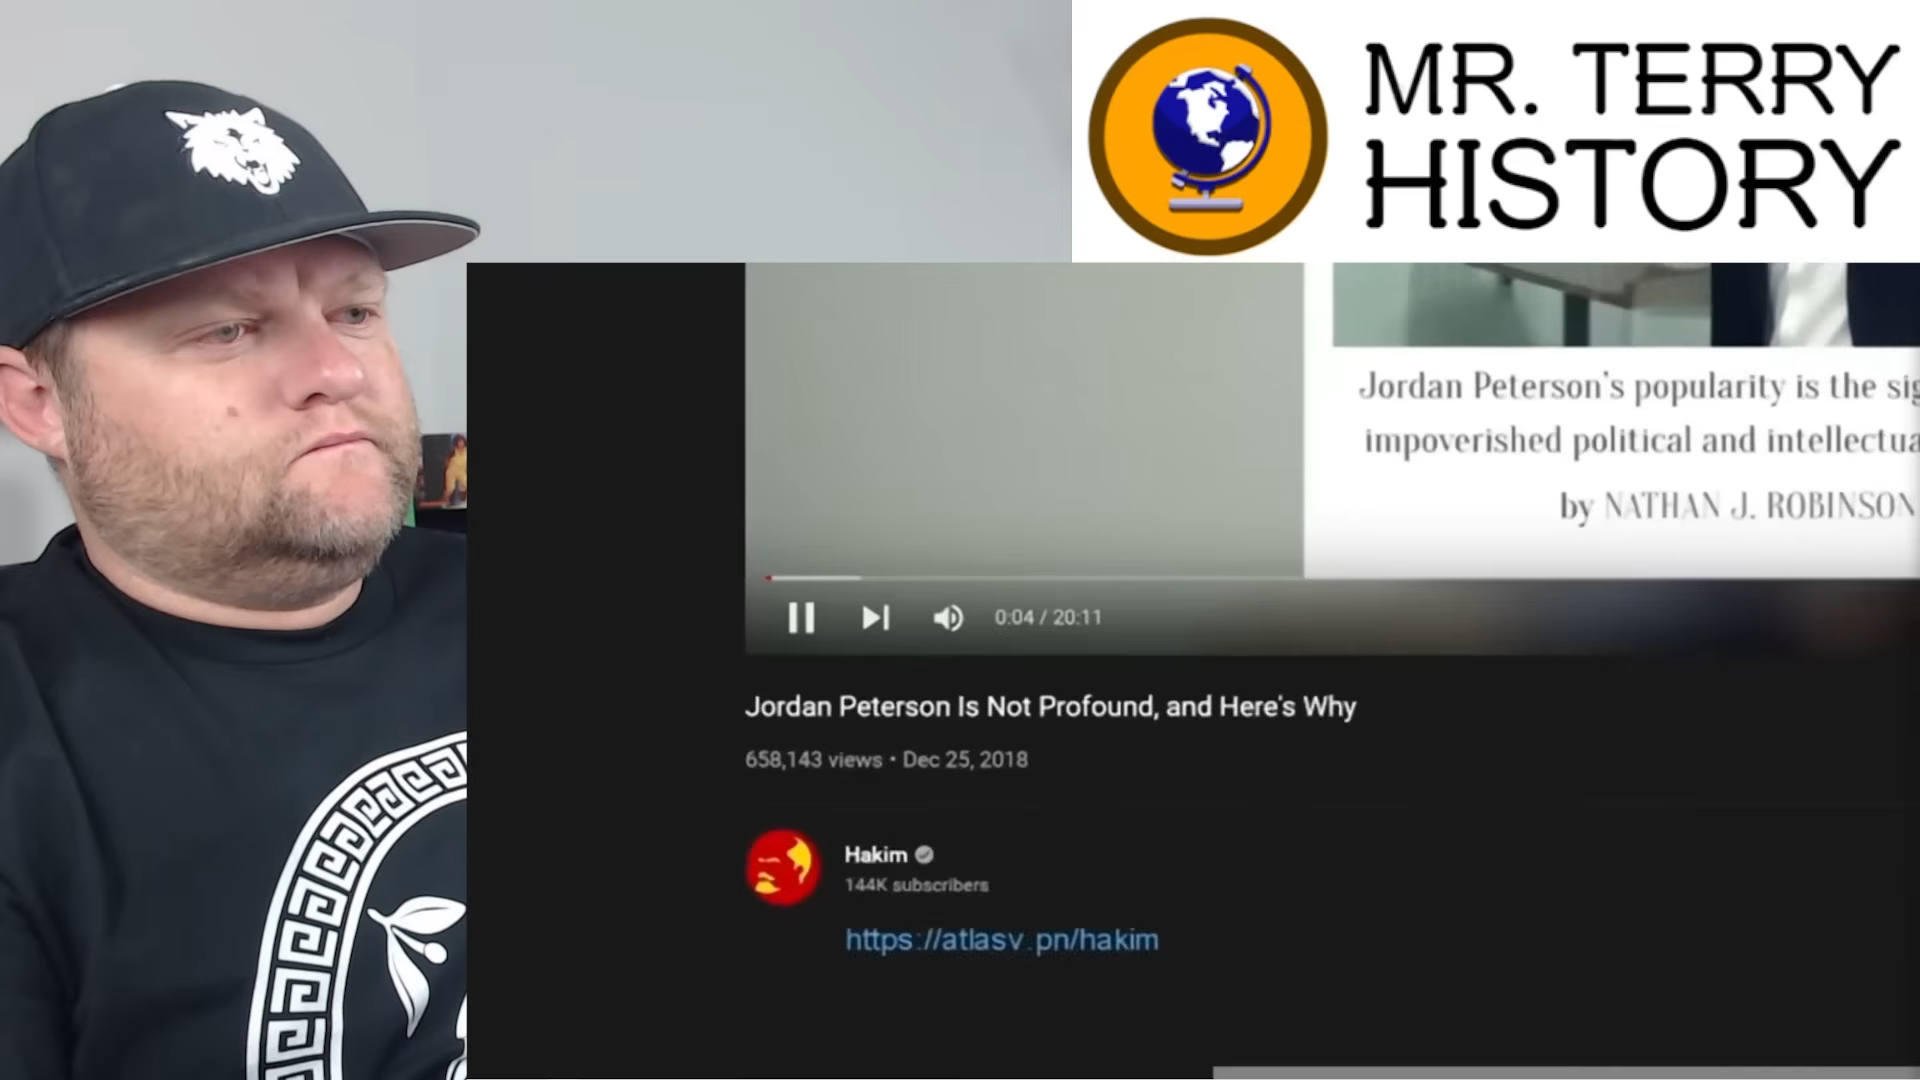 MR. TERRY
HISTORY
Jordan Peterson's popularity is the sig
impoverished political and intellectua
by NATHAN J. ROBINSON
0:04 / 20:11
Jordan Peterson Is Not Profound, and Here's Why
658,143 views • Dec 25, 2018
Hakim
144K subscribers
https://atlasv.pn/hakim